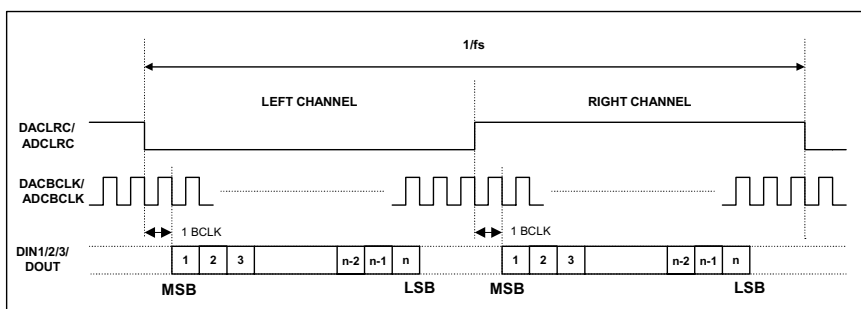 1/fs
LEFT CHANNEL
RIGHT CHANNEL
DACLRC/
ADCLRC
DACBCLK/
ADCBCLK
1 BCLK
1 BCLK
DIN1/2/3/
DOUT
1 2 3 n-2 n-1 n 1 2 3 n-2 n-1 n
MSB LSB MSB LSB